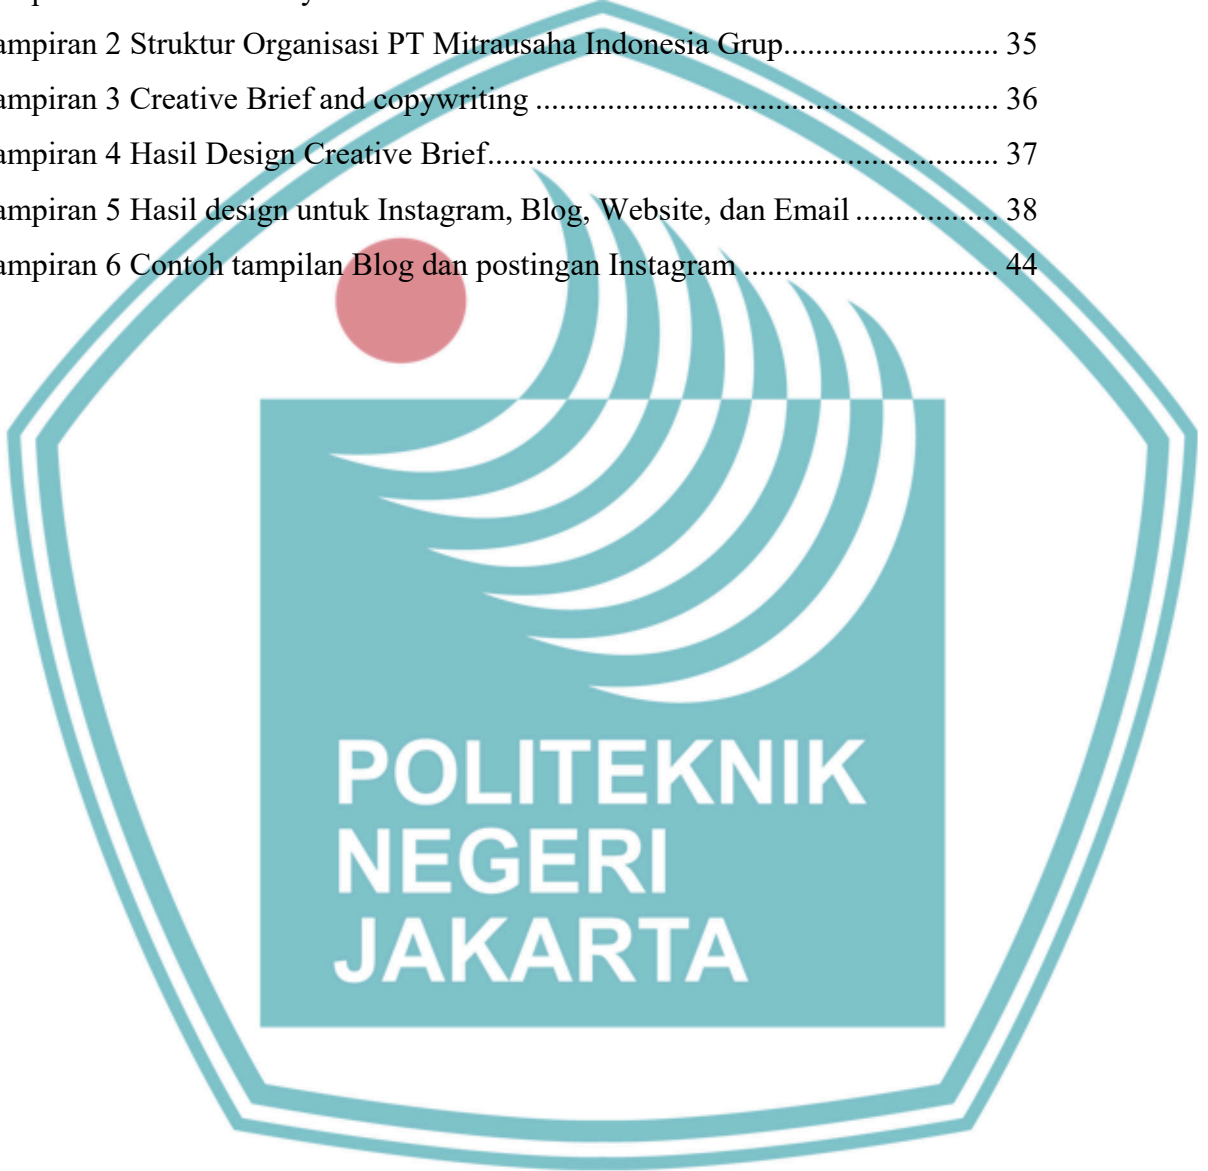 ampiran 2 Struktur Organisasi PT Mitrausaha Indonesia Grup.......................... 35
ampiran 3 Creative Brief and copywriting ........................................................ 36
ampiran 4 Hasil Design Creative Brief.............................................................. 37
ampiran 5 Hasil design untuk Instagram, Blog, Website, dan Email ................. 38
ampiran 6 Contoh tampilan Blog dan postingan Instagram ............................... 44
POLITEKNIK
NEGERI
JAKARTA